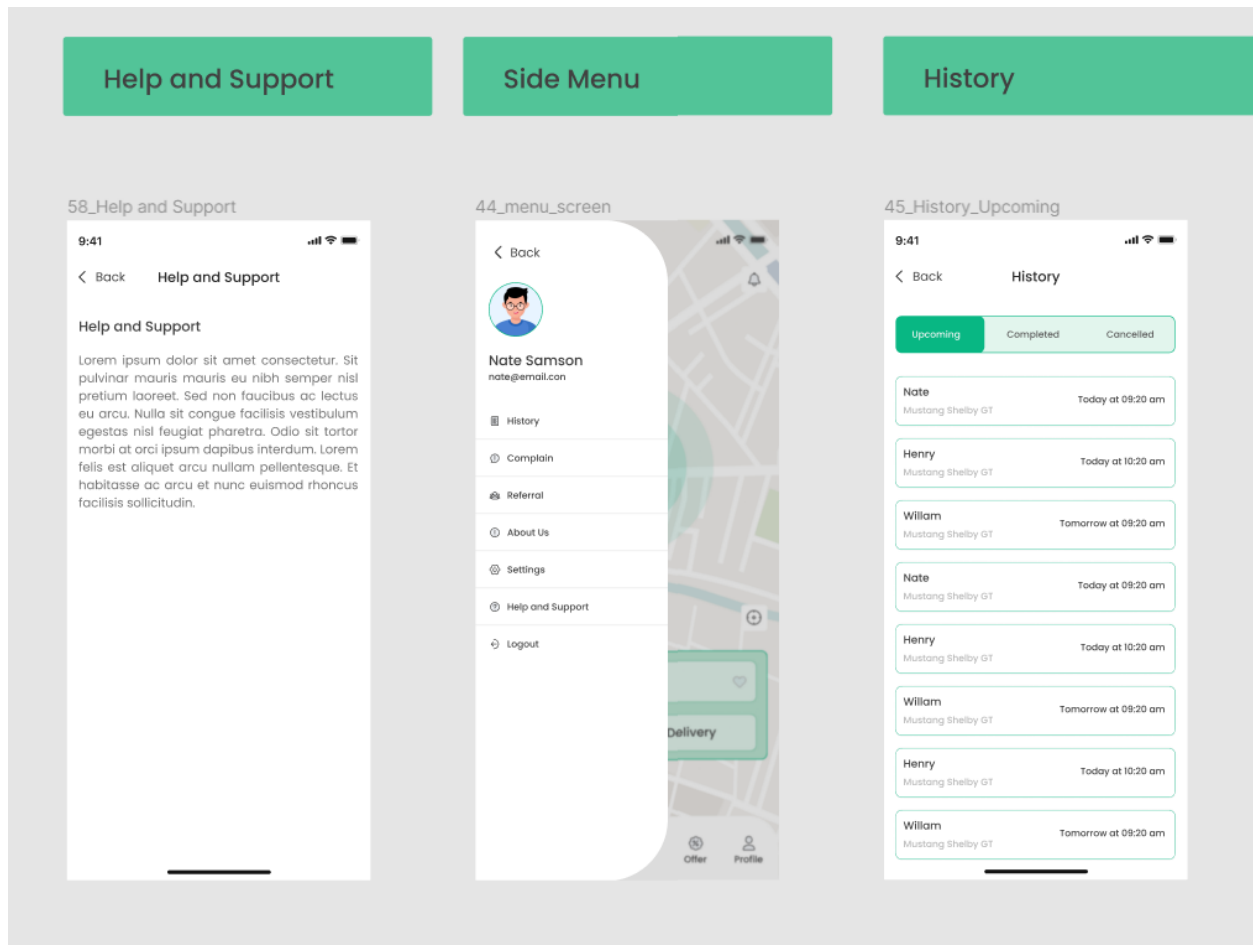 Help and Support
Side Menu
History
58_Help and Support
9:41
Back
Help and Support
Help and Support
Lorem ipsum dolor sit amet consectetur. Sit
pulvinar mauris mauris eu nibh semper nisl
pretium laoreet. Sed non faucibus ac lectus
eu arcu. Nulla sit congue facilisis vestibulum
egestas nisl feugiat pharetra. Odio sit tortor
morbi at orci ipsum dapibus interdum. Lorem
felis est aliquet arcu nullam pellentesque. Et
habitasse ac arcu et nunc euismod rhoncus
facilisis sollicitudin.
44_menu_screen
Back
Nate Samson
nate@email.con
History
Complain
Referral
About Us
Settings
Help and Support
Logout
Delivery
Offer
Profile
45_History_Upcoming
9:41
Back
History
Upcoming
Completed
Cancelled
Nate
Today at 09:20 am
Mustang Shelby GT
Henry
Today at 10:20 am
Mustang Shelby GT
Willam
Tomorrow at 09:20 am
Mustang Shelby GT
Nate
Today at 09:20 am
Mustang Shelby GT
Henry
Today at 10:20 am
Mustang Shelby GT
Willam
Tomorrow at 09:20 am
Mustang Shelby GT
Henry
Today at 10:20 am
Mustang Shelby GT
Willam
Tomorrow at 09:20 am
Mustang Shelby GT